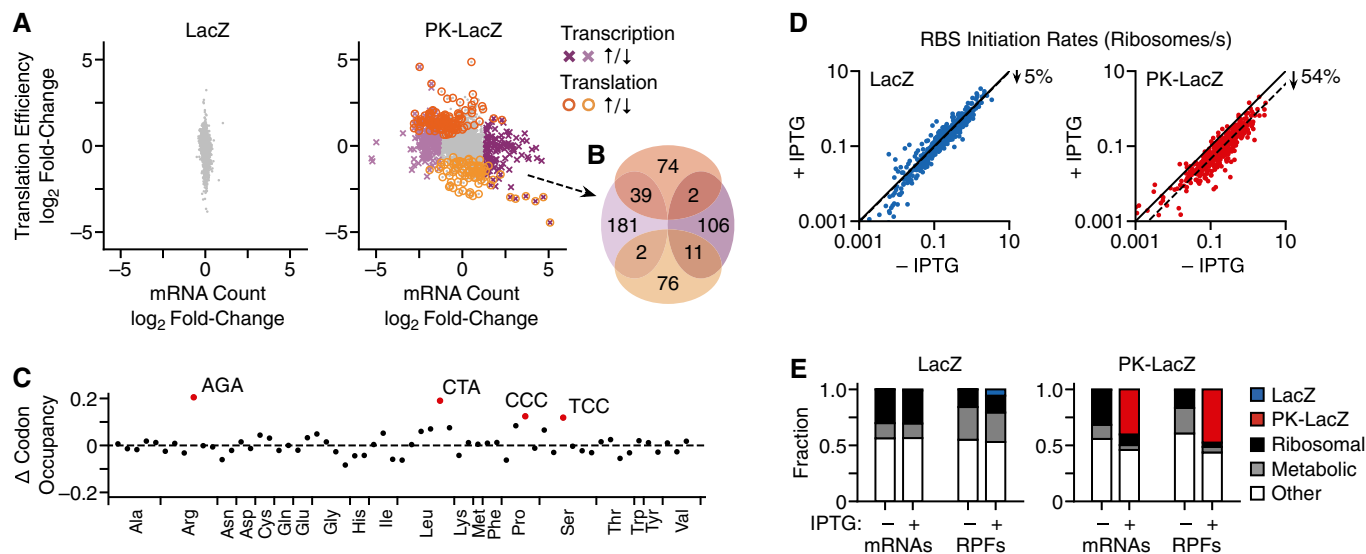 A
LacZ
PK-LacZ
Translation Efficiency
log2 Fold-Change
5
0
−5
−5 0 5
mRNA Count
log2 Fold-Change
5
0
−5
−5 0 5
mRNA Count
log2 Fold-Change
Transcription
↑/↓
Translation
↑/↓
B
74
39 2
181 106
2 11
76
C
Δ Codon
Occupancy
0.2
0
−0.2
AGA
CTA
CCC
TCC
Ala Arg Asn Asp Cys Gln Glu Gly His Ile Leu Lys Met Phe Pro Ser Thr Trp Tyr Val
D
RBS Initiation Rates (Ribosomes/s)
LacZ
5%
+ IPTG
10
0.1
0.001
0.001 0.1 10
− IPTG
PK-LacZ
54%
+ IPTG
10
0.1
0.001
0.001 0.1 10
− IPTG
E
LacZ
PK-LacZ
Fraction
1.0
0.5
0
1.0
0.5
0
IPTG: − + − + − + − +
mRNAs RPFs mRNAs RPFs
LacZ
PK-LacZ
Ribosomal
Metabolic
Other